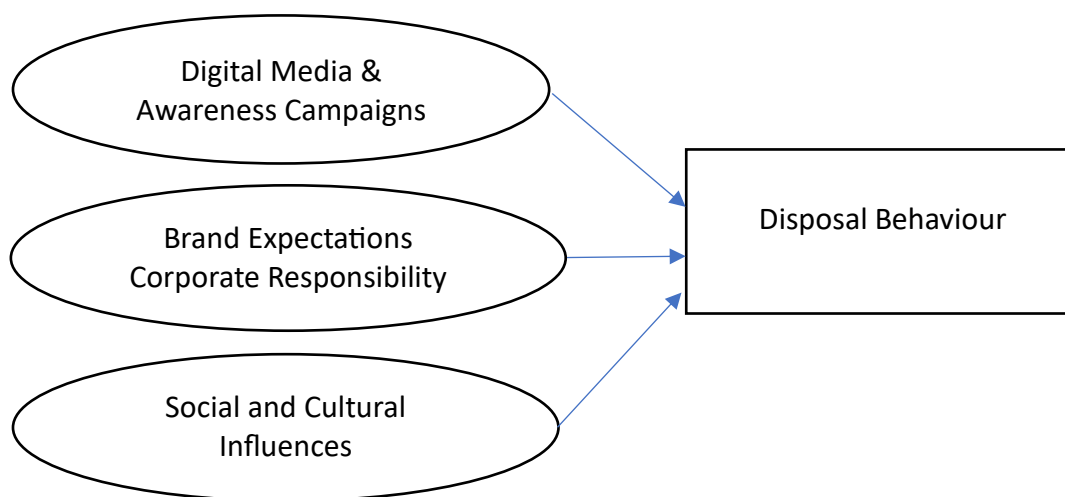 Digital Media &
Awareness Campaigns
Brand Expectations
Corporate Responsibility
Social and Cultural
Influences
Disposal Behaviour